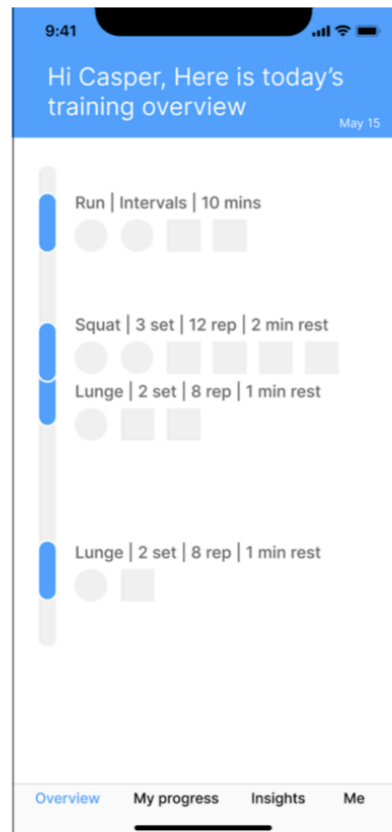 9:41
Hi Casper, Here is today’s
training overview
May 15
Run | Intervals | 10 mins
Squat | 3 set | 12 rep | 2 min rest
Lunge | 2 set | 8 rep | 1 min rest
Lunge | 2 set | 8 rep | 1 min rest
Overview My progress Insights Me